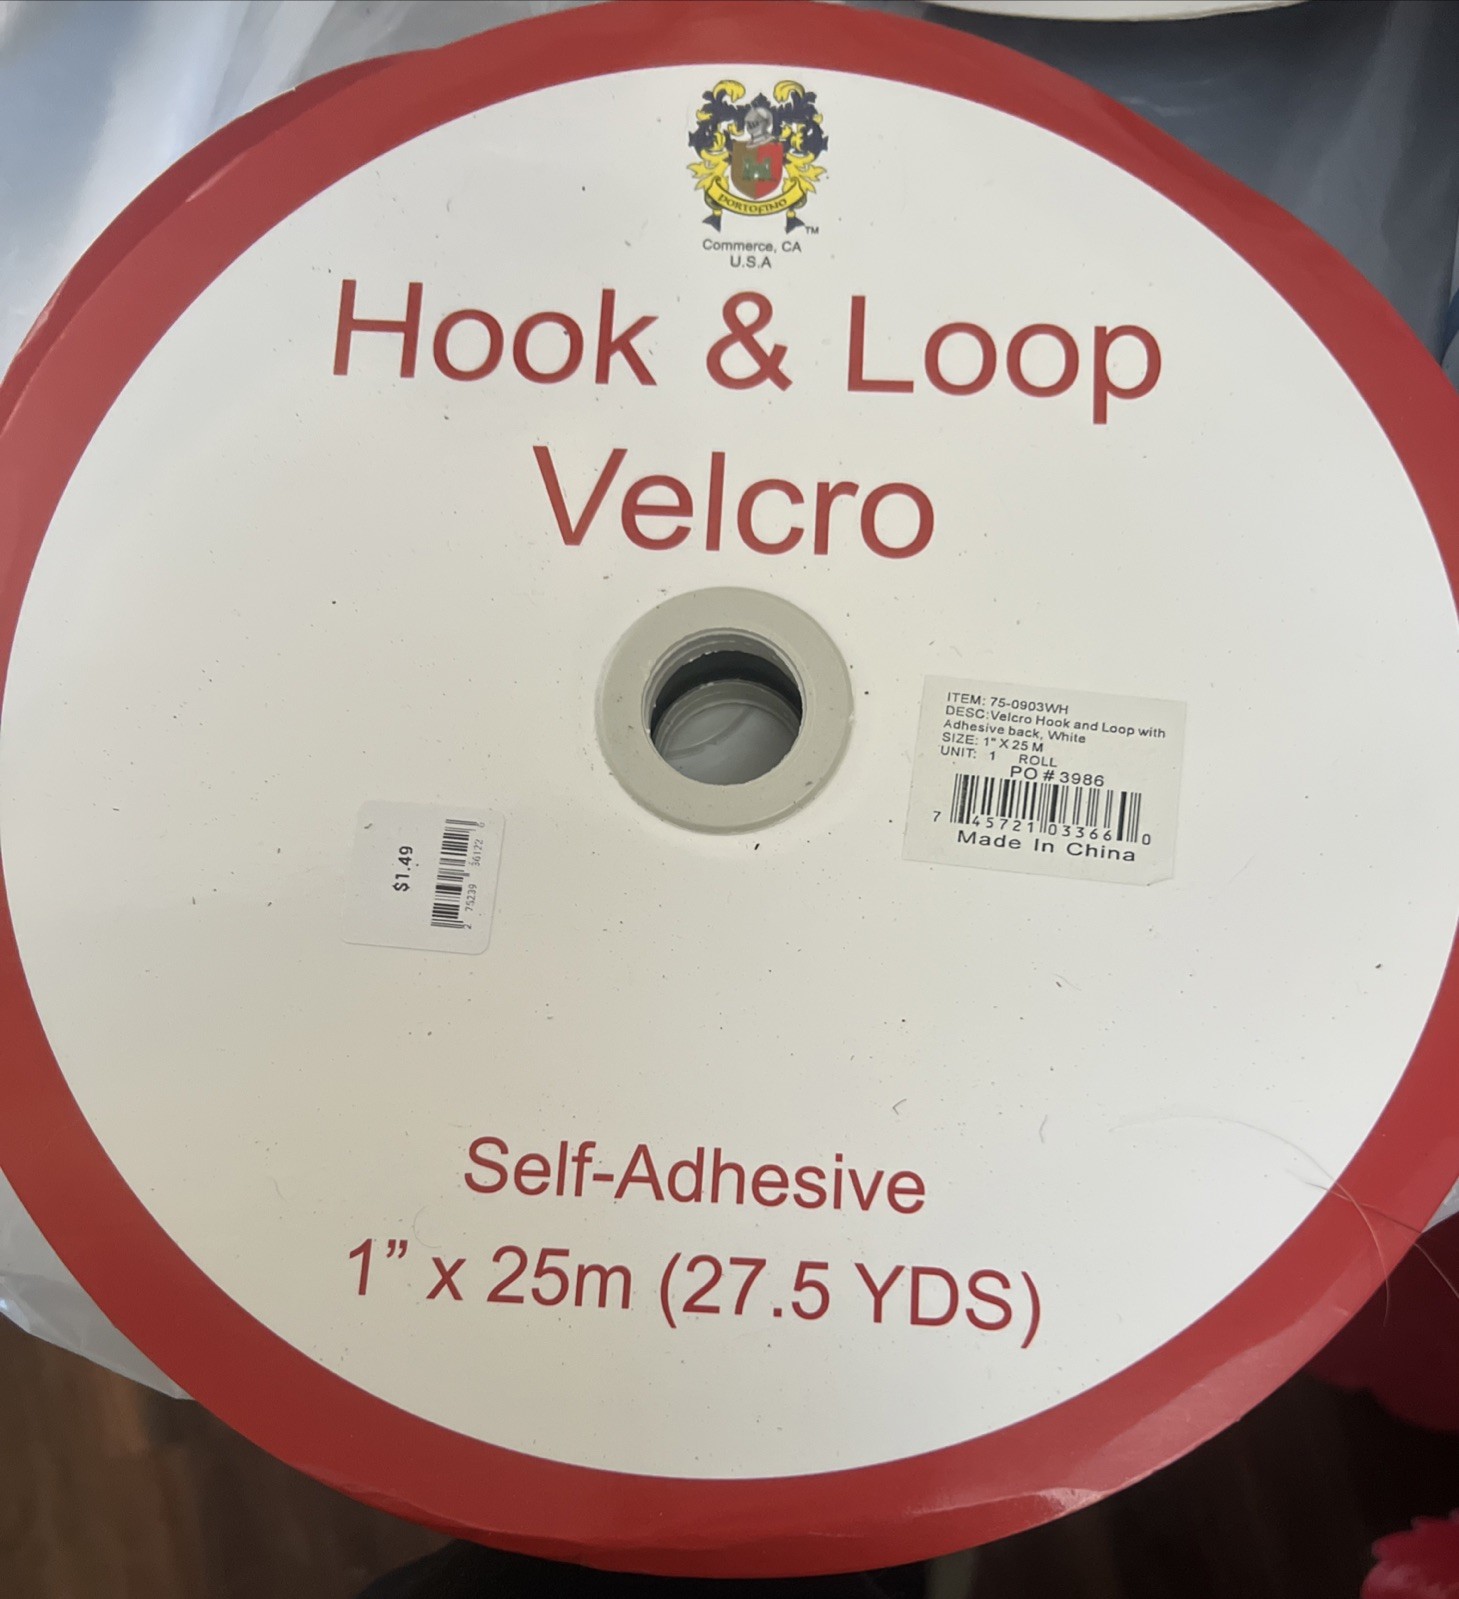 PORTOFINO
TM
Commerce, CA
U.S.A
Hook & Loop
Velcro
ITEM: 75-0903WH
DESC:Velcro Hook and Loop with
Adhesive back, White
SIZE: 1" X 25 M
UNIT: 1 ROLL
PO # 3986
7 45721 03366 0
Made In China
$1.49
2 75239 36122 0
Self-Adhesive
1” x 25m (27.5 YDS)